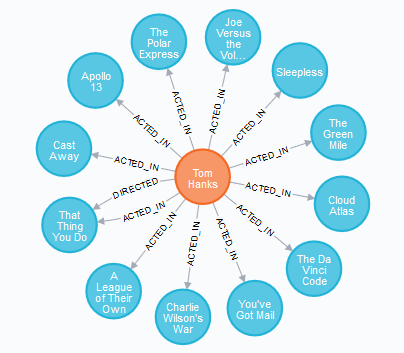 The
Polar
Express
Joe
Versus
the
Vol...
Sleepless
Apollo
13
The
Green
Mile
Cast
Away
Tom
Hanks
Cloud
Atlas
That
Thing
You Do
The Da
Vinci
Code
A
League
of Their
Own
Charlie
Wilson's
War
You've
Got Mail
ACTED_IN
ACTED_IN
ACTED_IN
ACTED_IN
ACTED_IN
ACTED_IN
DIRECTED
ACTED_IN
ACTED_IN
ACTED_IN
ACTED_IN
ACTED_IN
ACTED_IN